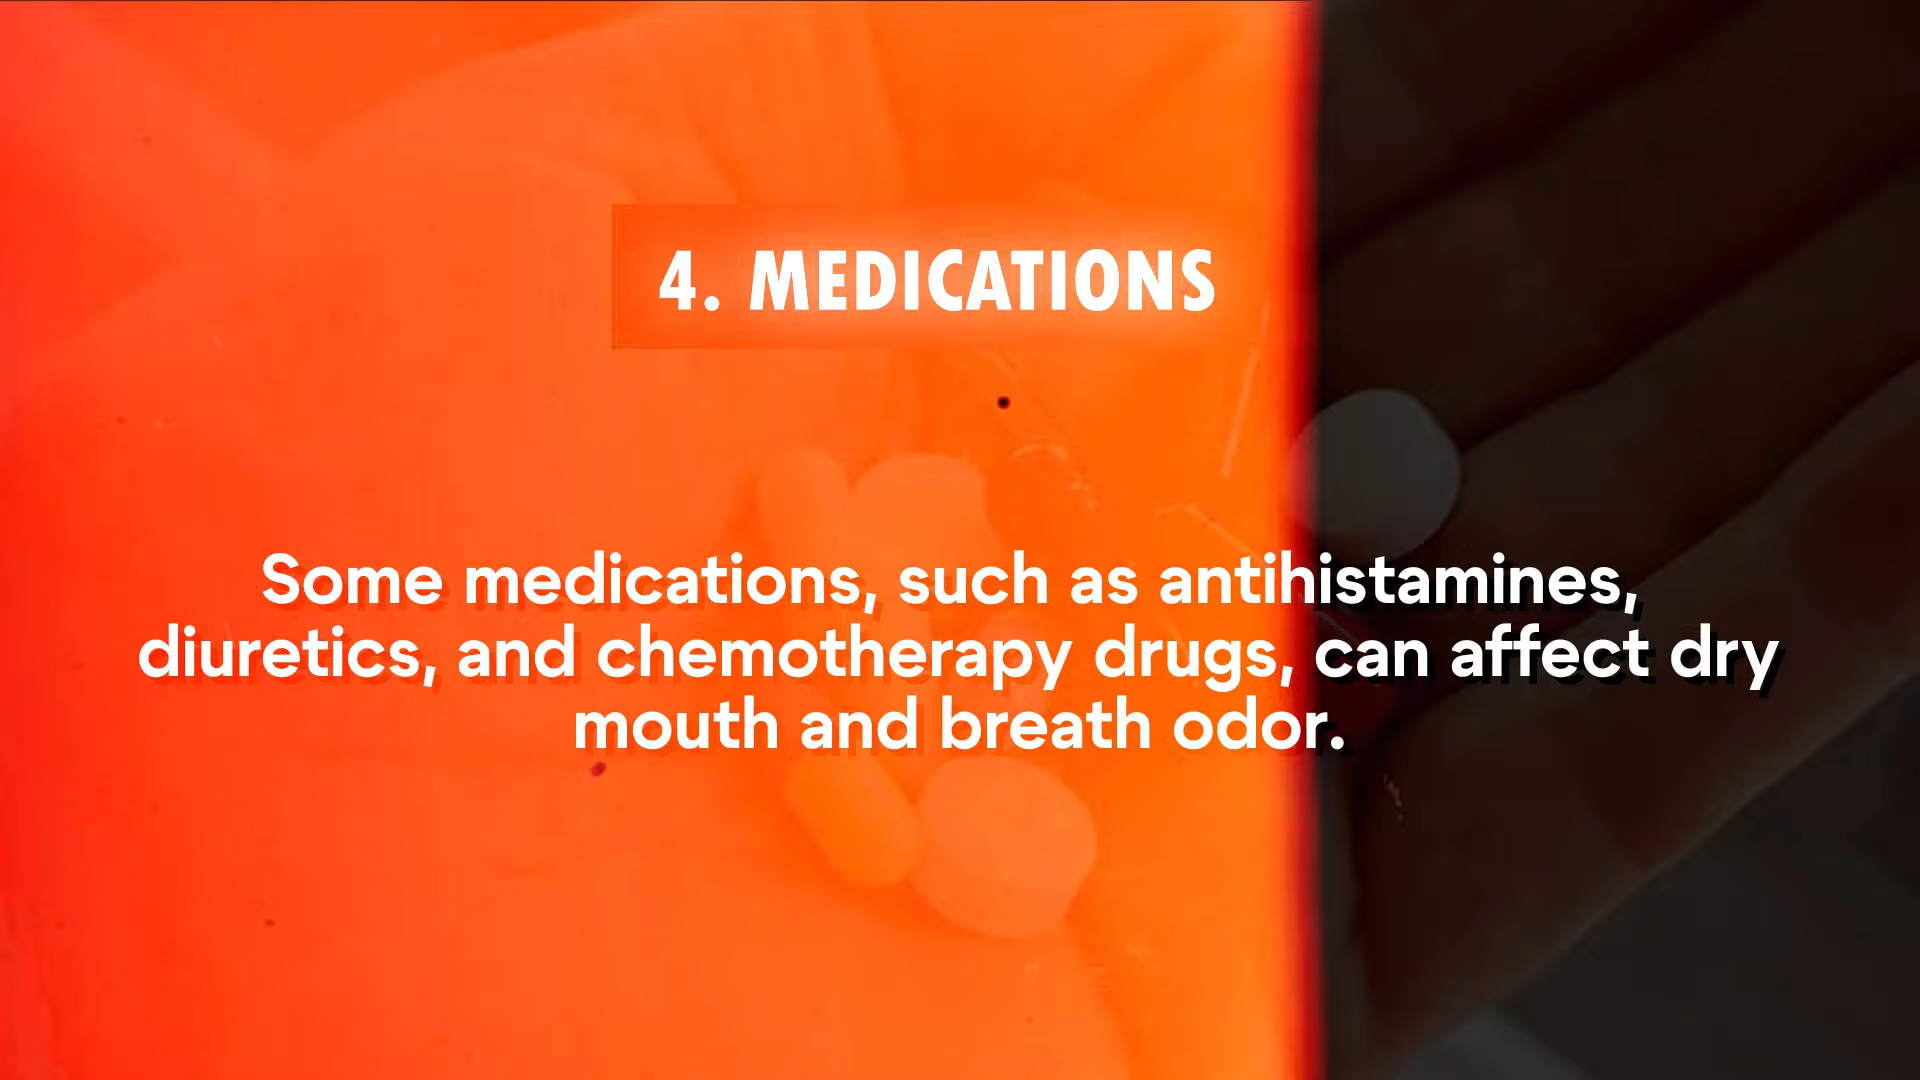 4. MEDICATIONS
Some medications, such as antihistamines,
diuretics, and chemotherapy drugs, can affect dry
mouth and breath odor.